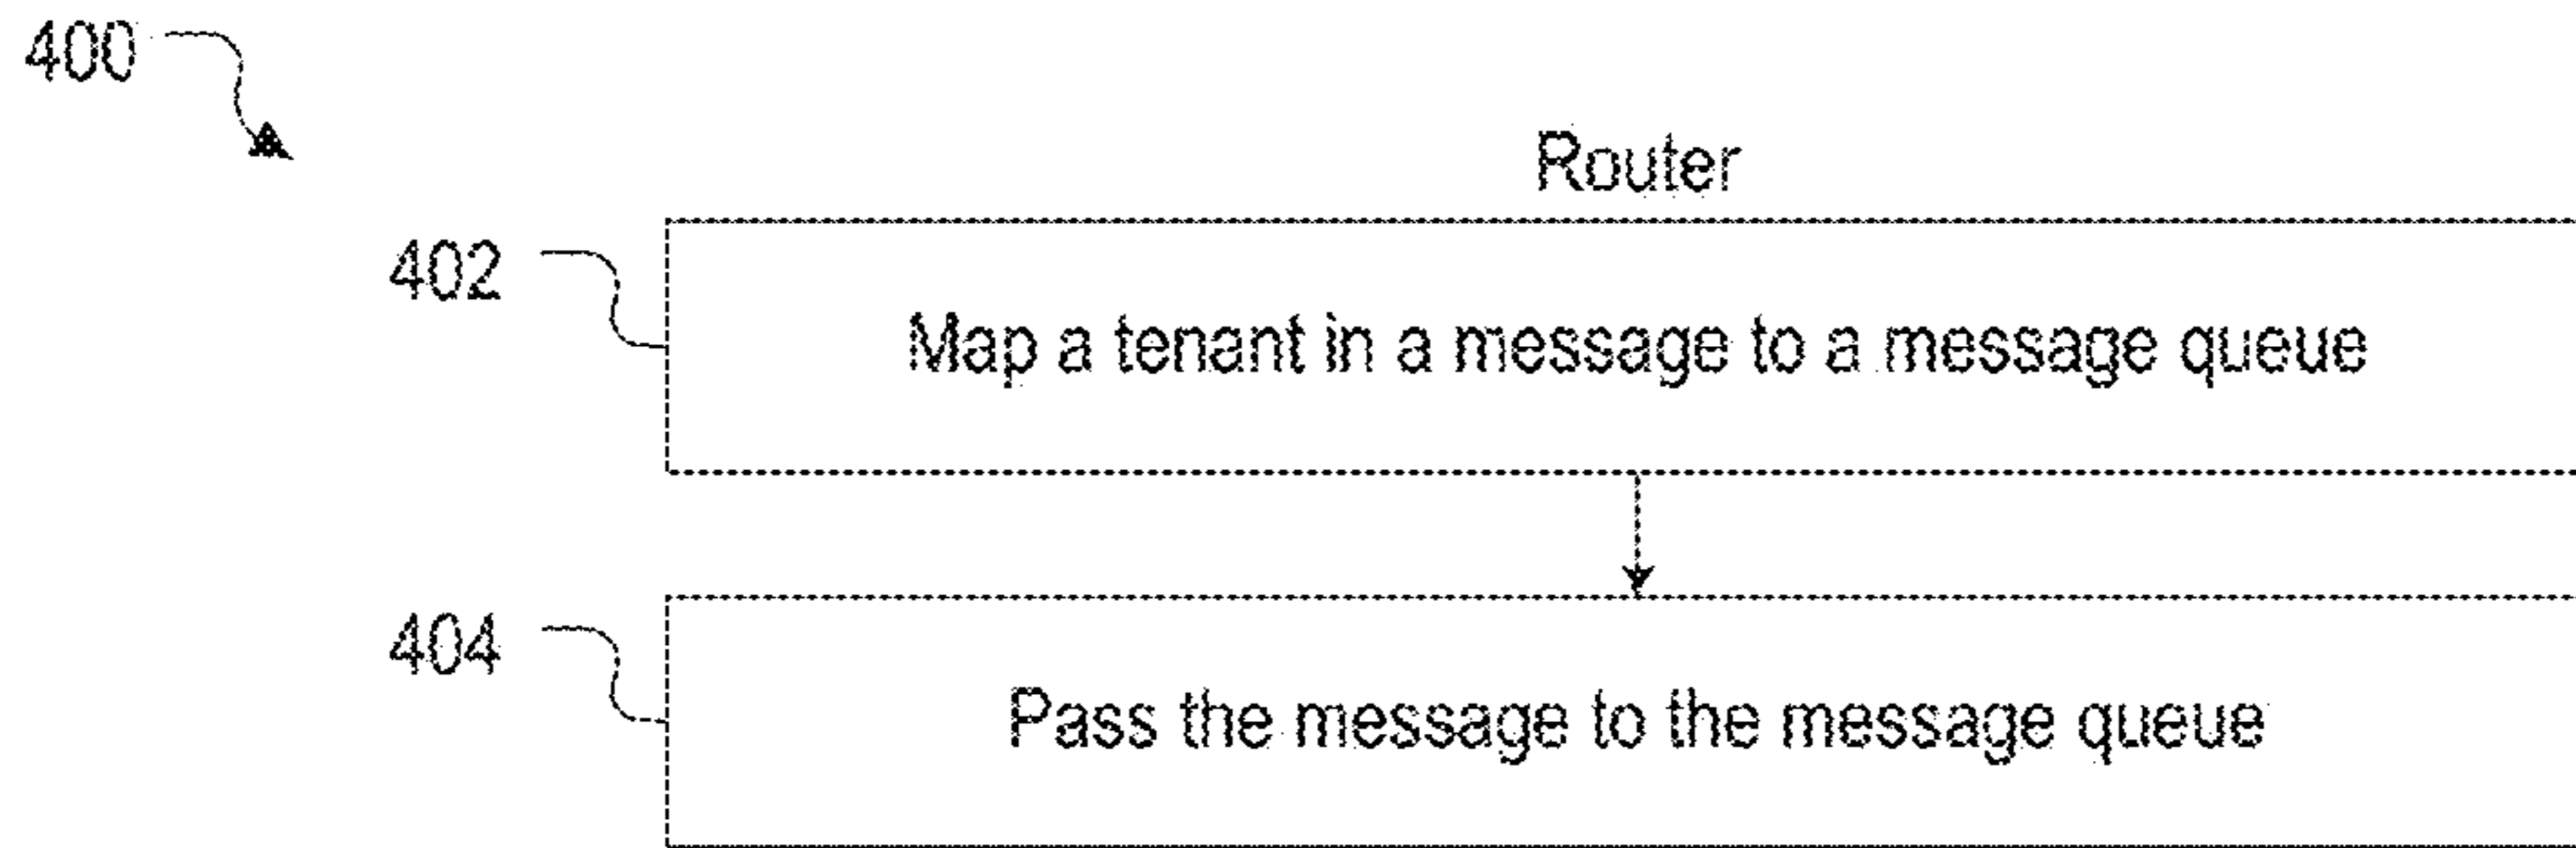 400
Router
402
Map a tenant in a message to a message queue
404
Pass the message to the message queue